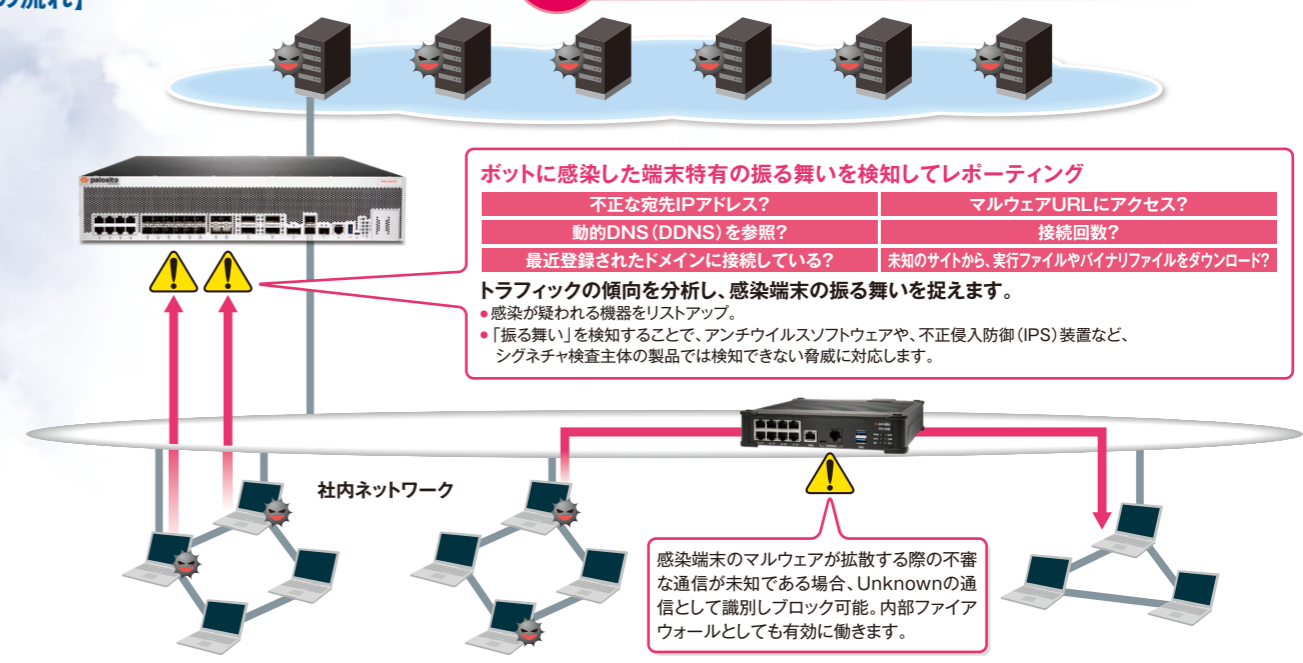 の流れ】
paloalto
ボットに感染した端末特有の振る舞いを検知してレポーティング
不正な宛先IPアドレス?
マルウェアURLにアクセス?
動的DNS(DDNS)を参照?
接続回数?
最近登録されたドメインに接続している?
未知のサイトから、実行ファイルやバイナリファイルをダウンロード?
トラフィックの傾向を分析し、感染端末の振る舞いを捉えます。
●感染が疑われる機器をリストアップ。
●「振る舞い」を検知することで、アンチウイルスソフトウェアや、不正侵入防御(IPS)装置など、
シグネチャ検査主体の製品では検知できない脅威に対応します。
社内ネットワーク
感染端末のマルウェアが拡散する際の不審
な通信が未知である場合、Unknownの通
信として識別しブロック可能。内部ファイア
ウォールとしても有効に働きます。